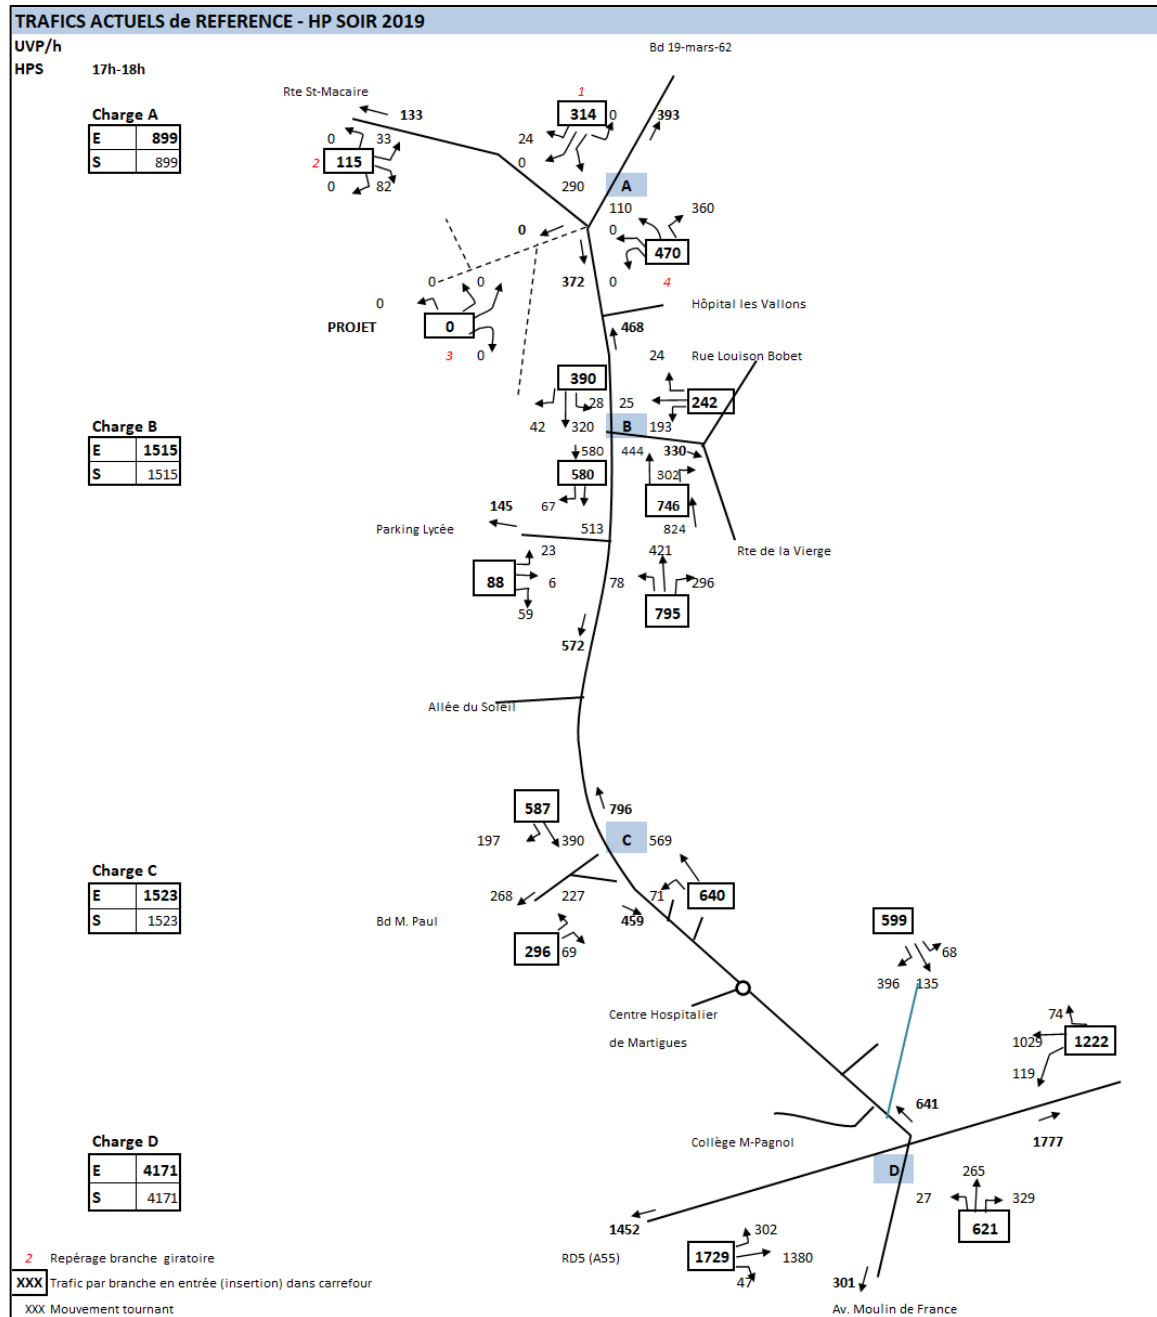 TRAFICS ACTUELS de REFERENCE - HP SOIR 2019
UVP/h
Bd 19-mars-62
HPS 17h-18h
Rte St-Macaire
1
Charge A
133
314 0
393
E 899
0 33
24
S 899
2 115
0
0 82
290 A
110 360
0
0
470
372 0 4
0 0
0
Hôpital les Vallons
PROJET 0
468
3 0
24 Rue Louison Bobet
390
28 25
242
Charge B
42 320 B 193
E 1515
580 444 330
S 1515
580
302
145 67
746
Parking Lycée
513 824
Rte de la Vierge
23
421
88 6
78
296
59
795
572
Allée du Soleil
587
796
197 390 C 569
Charge C
E 1523
268 227 71 640
S 1523
Bd M. Paul
459
599
296 69
68
396 135
Centre Hospitalier
74
de Martigues
1029 1222
119
641
Charge D
Collège M-Pagnol
1777
E 4171
D
265
S 4171
27 329
1452
621
2 Repérage branche giratoire
RD5 (A55)
302
1729 1380
XXX Trafic par branche en entrée (insertion) dans carrefour
47
301
XXX Mouvement tournant
Av. Moulin de France